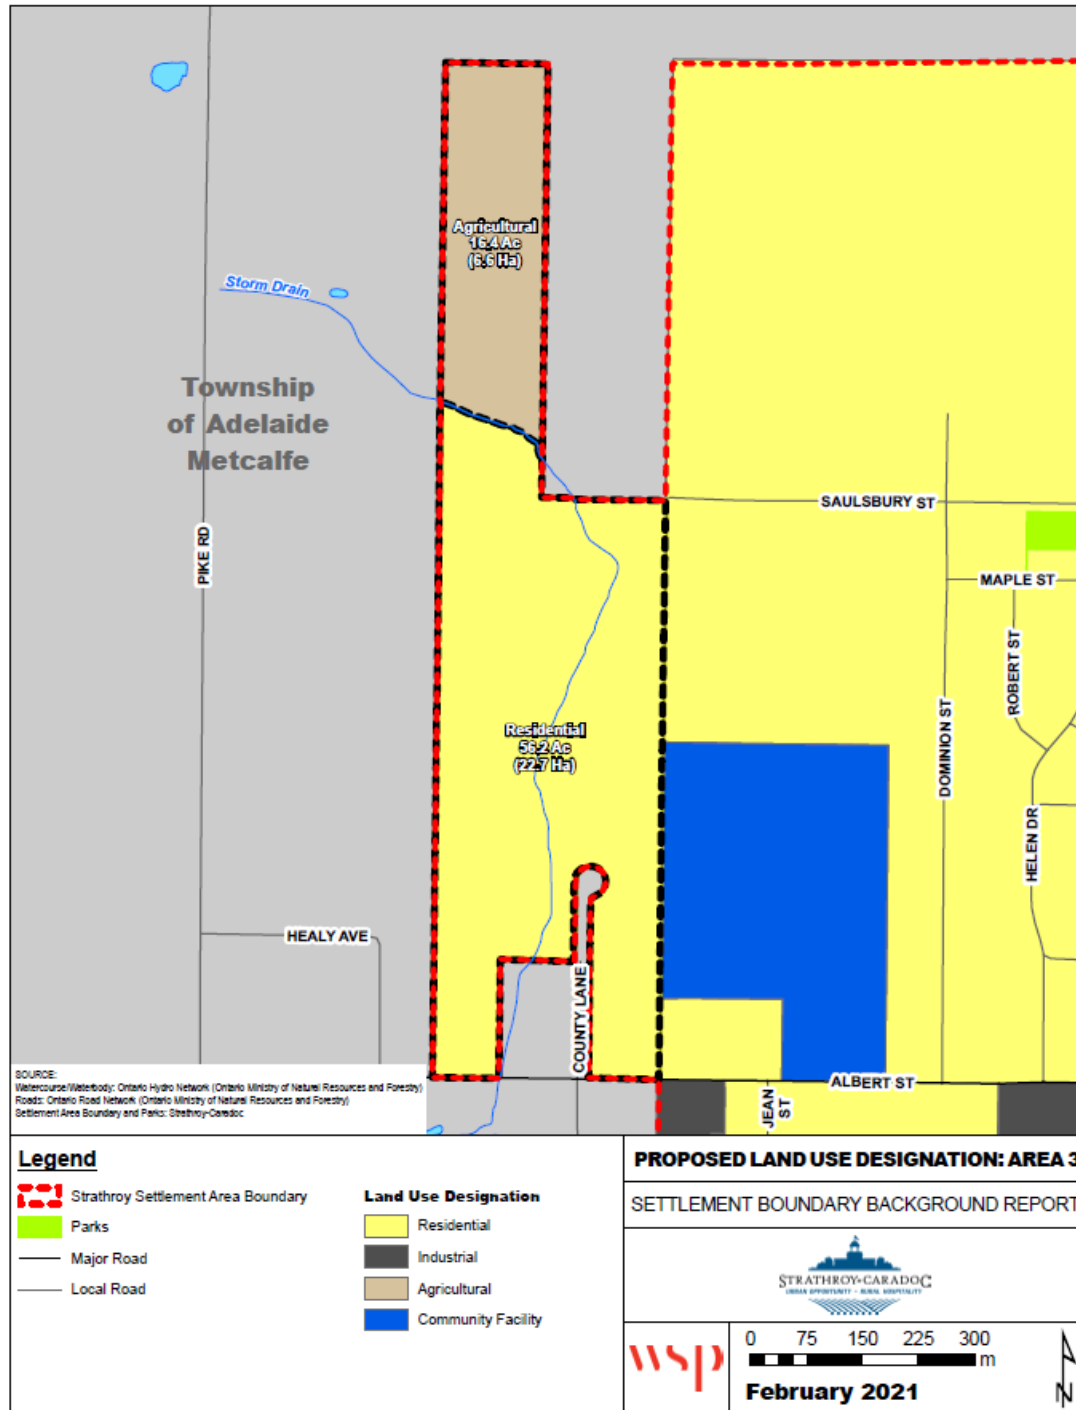 Agricultural
16.4 Ac
(6.6 Ha)
Storm Drain
Township
of Adelaide
Metcalfe
PIKE RD
SAULSBURY ST
MAPLE ST
ROBERT ST
DOMINION ST
HELEN DR
Residential
56.2 Ac
(22.7 Ha)
HEALY AVE
COUNTY LANE
ALBERT ST
JEAN
ST
SOURCE:
Watercourse/Waterbody: Ontario Hydro Network (Ontario Ministry of Natural Resources and Forestry)
Roads: Ontario Road Network (Ontario Ministry of Natural Resources and Forestry)
Settlement Area Boundary and Parks: Strathroy-Caradoc
Legend
Strathroy Settlement Area Boundary
Parks
Major Road
Local Road
Land Use Designation
Residential
Industrial
Agricultural
Community Facility
PROPOSED LAND USE DESIGNATION: AREA 3
SETTLEMENT BOUNDARY BACKGROUND REPORT
STRATHROY-CARADOC
URBAN OPPORTUNITY - RURAL HOSPITALITY
wsp
0 75 150 225 300
m
February 2021
N